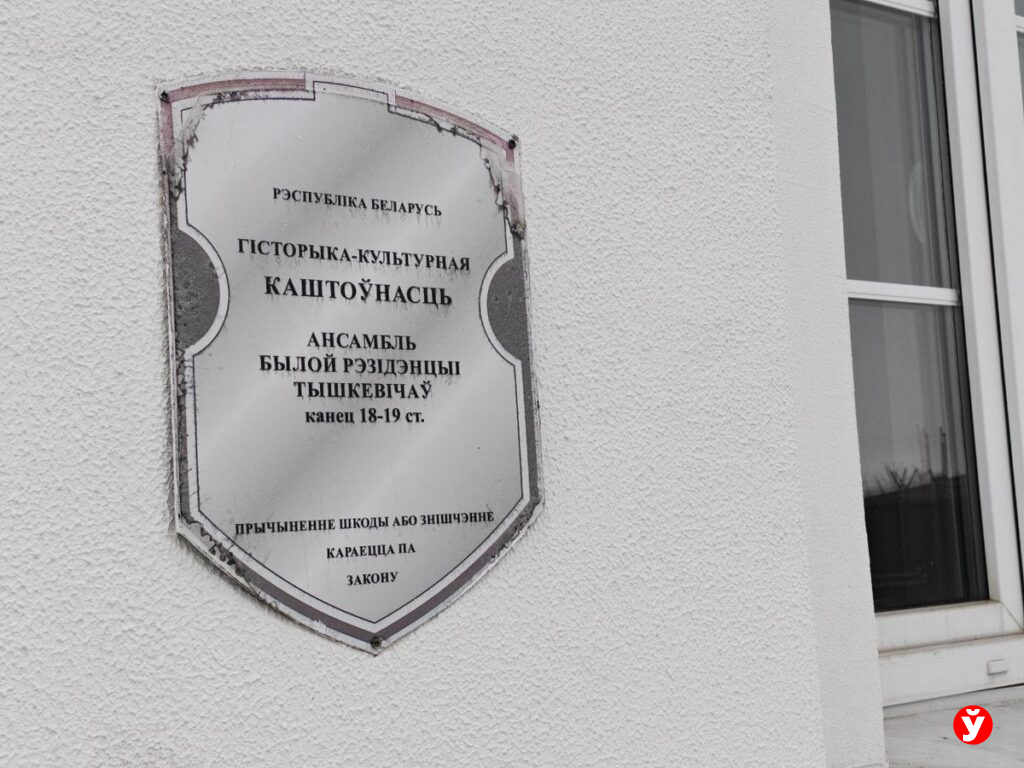 РЭСПУБЛІКА БЕЛАРУСЬ
ГІСТОРЫКА-КУЛЬТУРНАЯ
КАШТОЎНАСЦЬ
АНСАМБЛЬ
БЫЛОЙ РЭЗІДЭНЦЫІ
ТЫШКЕВІЧАЎ
канец 18-19 ст.
ПРЫЧЫНЕННЕ ШКОДЫ АБО ЗНІШЧЭННЕ
КАРАЕЦЦА ПА
ЗАКОНУ
Ў